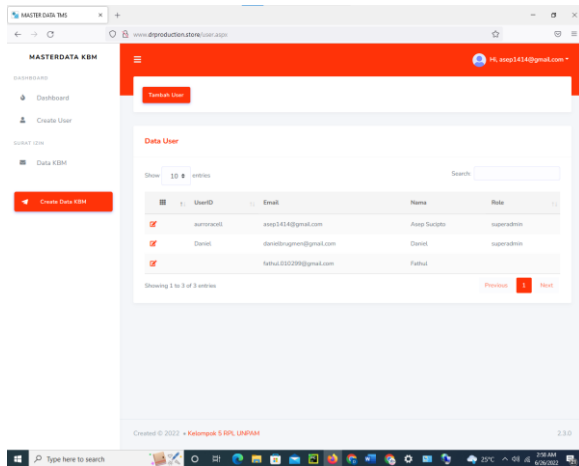 MASTER DATA TMS
www.drproduction.store/user.aspx
MASTERDATA KBM
Hi, asep1414@gmail.com
DASHBOARD
Dashboard
Create User
SURAT IZIN
Data KBM
Create Data KBM
Tambah User
Data User
Show 10 entries
Search:
UserID Email Nama Role
aurroracell asep1414@gmail.com Asep Sucipto superadmin
Daniel danielbrugmen@gmail.com Daniel superadmin
fathul.010299@gmail.com Fathul
Showing 1 to 3 of 3 entries
Previous 1 Next
Created © 2022 • Kelompok 5 RPL UNPAM
2.3.0
Type here to search
25°C
3:58 AM
6/26/2022